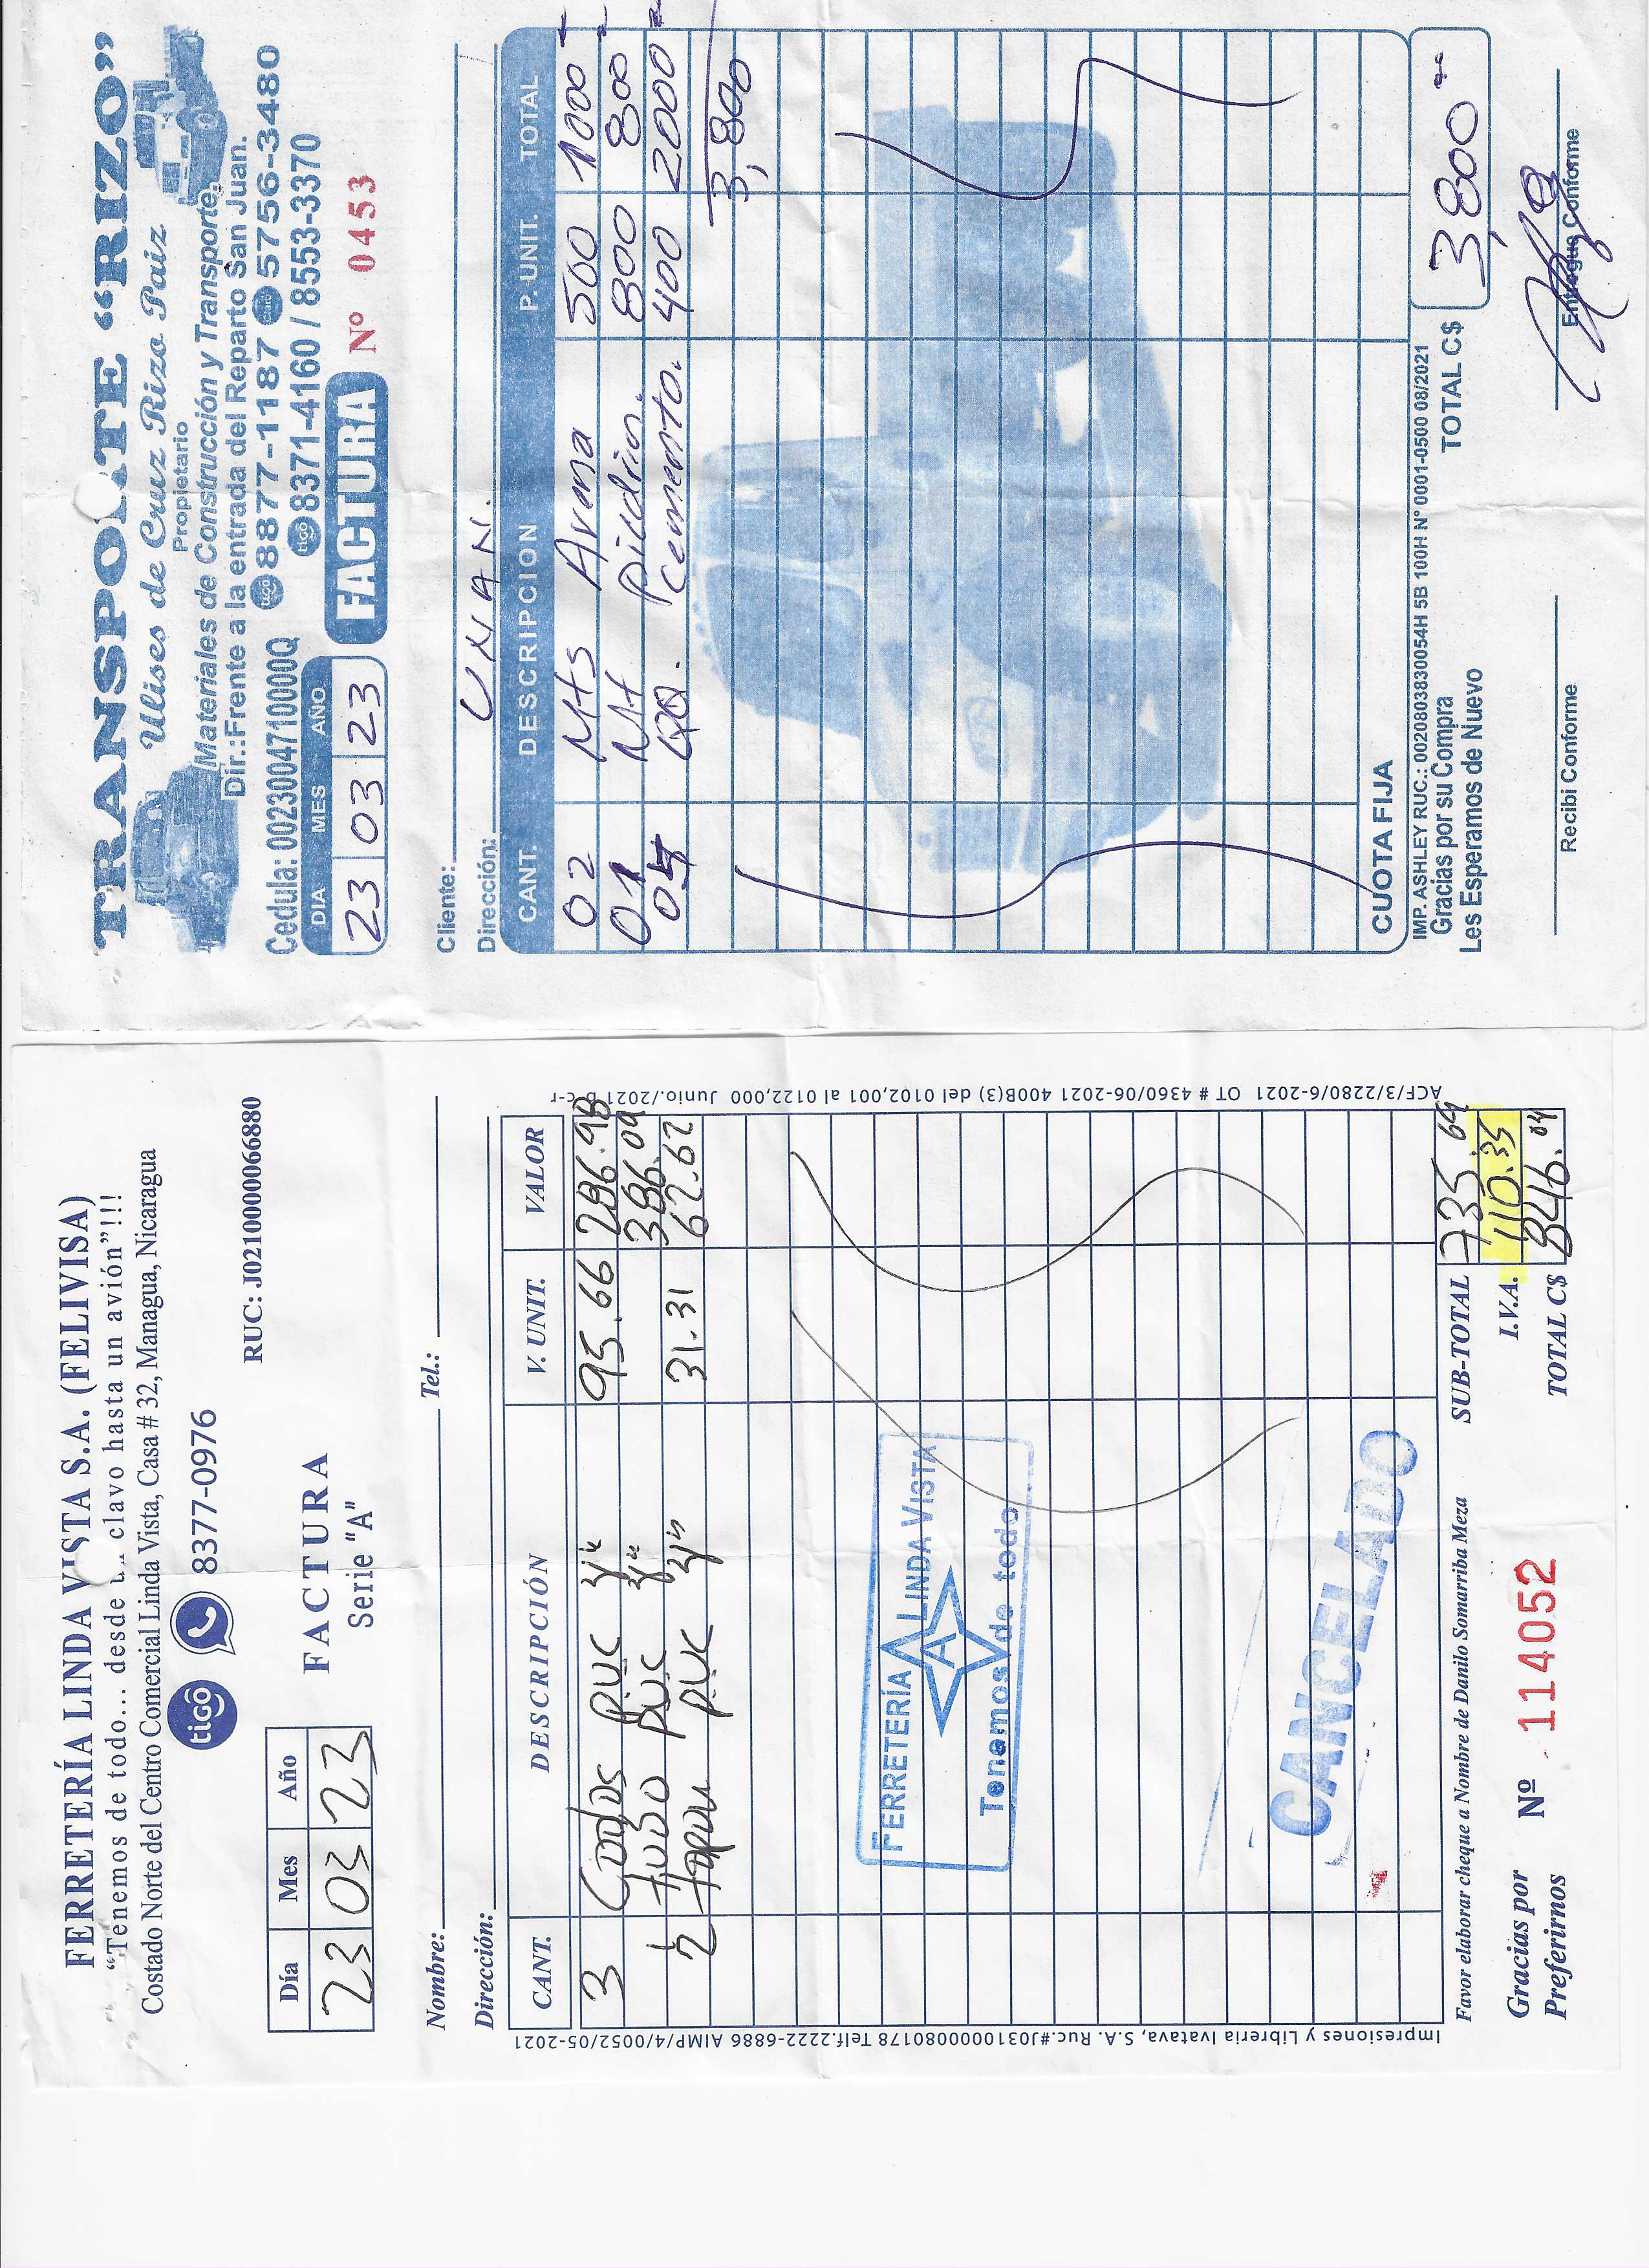 TRANSPORTE “RIZO”
Ulises de Cruz Rizo Paiz
Propietario
Materiales de Construcción y Transporte.
Dir.:Frente a la entrada del Reparto San Juan.
tigo 8877-1187 claro 5756-3480
Cedula: 0023004710000Q tigo 8371-4160 / 8553-3370
DIA MES AÑO
23 03 23
FACTURA Nº 0453
Cliente:
UNAN.
Dirección:
CANT. DESCRIPCION P. UNIT. TOTAL
02 Mts Arena 500 1000
01 Mt Piedrin. 800 800
04 qq. Cemento. 400 2000
3,800
CUOTA FIJA
IMP. ASHLEY RUC.: 0020803830054H 5B 100H Nº 0001-0500 08/2021
Gracias por su Compra TOTAL C$ 3,800
Les Esperamos de Nuevo
Recibi Conforme Entregue Conforme
FERRETERÍA LINDA VISTA S.A. (FELIVISA)
“Tenemos de todo... desde un clavo hasta un avión”!!!
Costado Norte del Centro Comercial Linda Vista, Casa # 32, Managua, Nicaragua
tigo 8377-0976
RUC: J0210000066880
Día Mes Año
23 03 23
FACTURA
Serie "A"
Nombre: Tel.:
Dirección:
CANT. DESCRIPCIÓN V. UNIT. VALOR
3 Codos PVC 3" 95.66 286.98
1 tubo PVC 3" 386.09
2 tapon PVC 3" 31.31 62.62
FERRETERÍA LINDA VISTA
A
Tenemos de todo
CANCELADO
Impresiones y Libreria Ivatava, S.A. Ruc.#J0310000080178 Telf.2222-6886 AIMP/4/0052/05-2021
ACF/3/2280/6-2021 OT # 4360/06-2021 400B(3) del 0102,001 al 0122,000 Junio./2021 b-c-r
SUB-TOTAL 735.69
Favor elaborar cheque a Nombre de Danilo Somarriba Meza
I.V.A. 110.35
Gracias por
Preferirnos
Nº 114052
TOTAL C$ 846.04